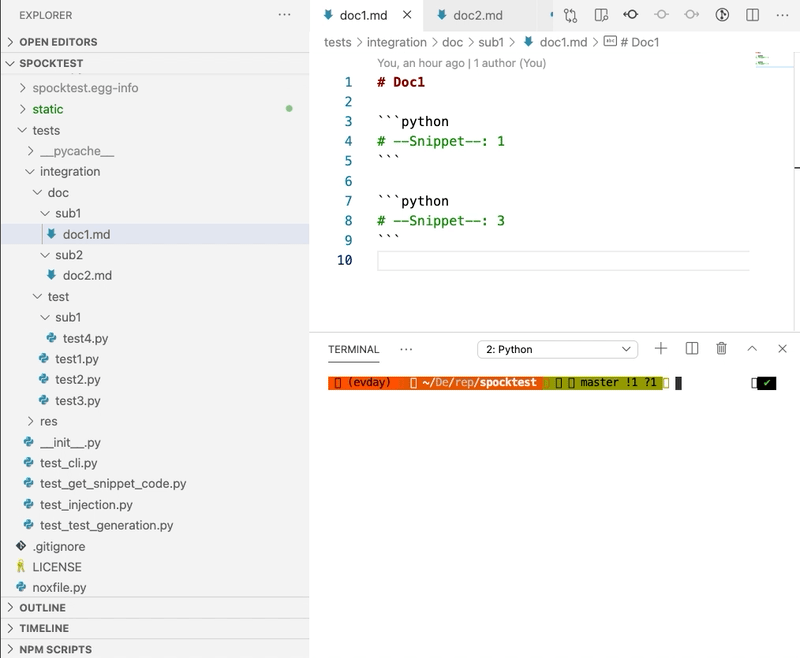 EXPLORER
OPEN EDITORS
SPOCKTEST
spocktest.egg-info
static
tests
__pycache__
integration
doc
sub1
doc1.md
sub2
doc2.md
test
sub1
test4.py
test1.py
test2.py
test3.py
res
__init__.py
test_cli.py
test_get_snippet_code.py
test_injection.py
test_test_generation.py
.gitignore
LICENSE
noxfile.py
OUTLINE
TIMELINE
NPM SCRIPTS
doc1.md doc2.md
tests > integration > doc > sub1 > doc1.md > abc # Doc1
You, an hour ago | 1 author (You)
1 # Doc1
2
3 ```python
4 # --Snippet--: 1
5 ```
6
7 ```python
8 # --Snippet--: 3
9 ```
10
TERMINAL ··· 2: Python
(evday) ~/De/rep/spocktest master !1 ?1 ✔